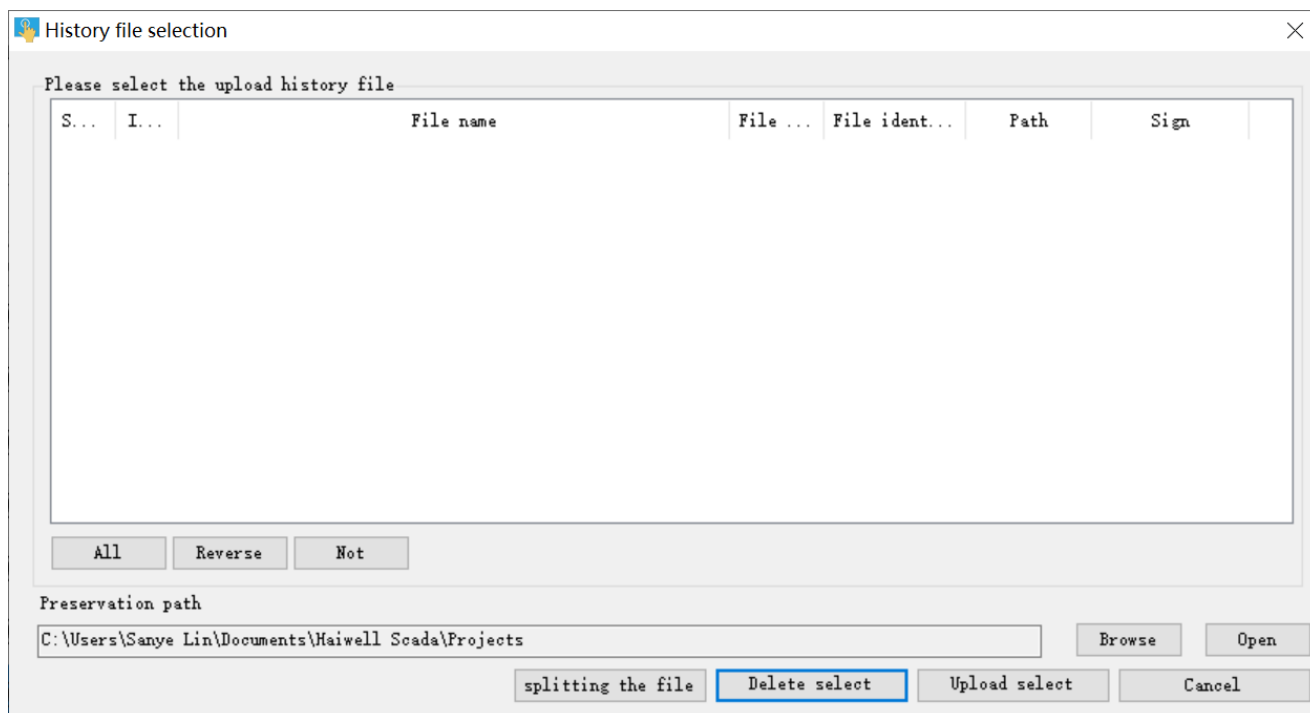 History file selection
Please select the upload history file
S... I... File name File ... File ident... Path Sign
All Reverse Not
Preservation path
C:\Users\Sanye Lin\Documents\Haiwell Scada\Projects Browse Open
splitting the file Delete select Upload select Cancel